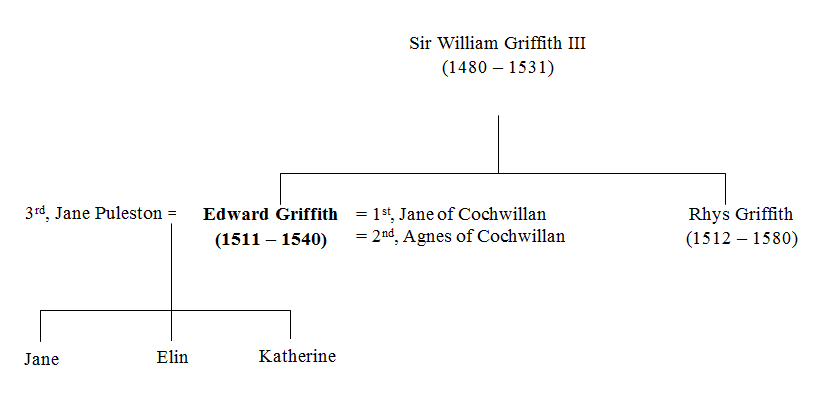 Sir William Griffith III
(1480 – 1531)
3rd, Jane Puleston =
Edward Griffith
(1511 – 1540)
= 1st, Jane of Cochwillan
= 2nd, Agnes of Cochwillan
Rhys Griffith
(1512 – 1580)
Jane
Elin
Katherine